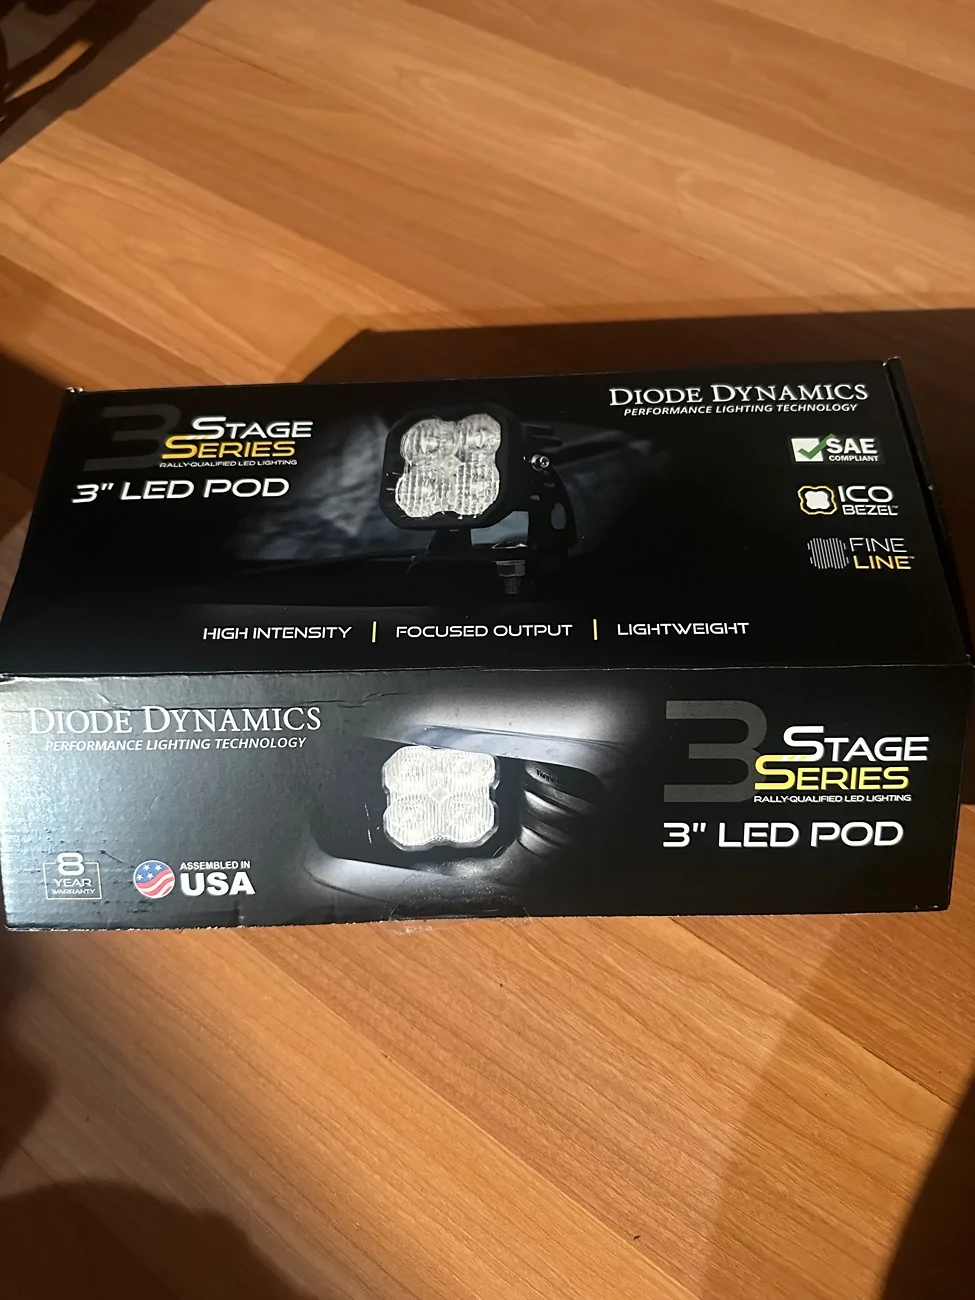 3 STAGE
SERIES
RALLY-QUALIFIED LED LIGHTING
3" LED POD
DIODE DYNAMICS
PERFORMANCE LIGHTING TECHNOLOGY
SAE
COMPLIANT
ICO
BEZEL™
FINE
LINE™
HIGH INTENSITY | FOCUSED OUTPUT | LIGHTWEIGHT
DIODE DYNAMICS
PERFORMANCE LIGHTING TECHNOLOGY
8
YEAR
WARRANTY
ASSEMBLED IN
USA
3 STAGE
SERIES
RALLY-QUALIFIED LED LIGHTING
3" LED POD